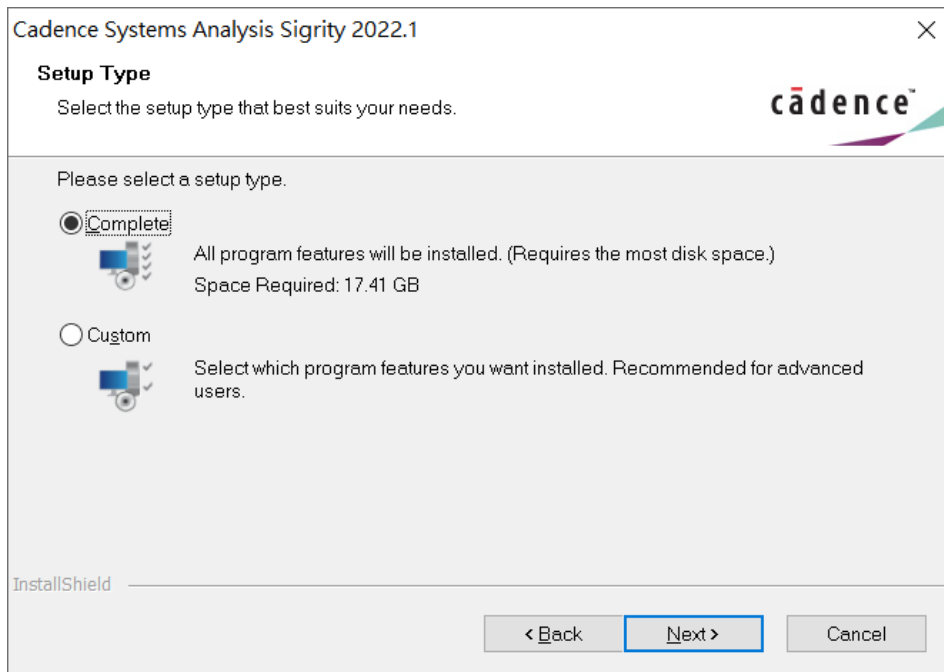 Cadence Systems Analysis Sigrity 2022.1
Setup Type
Select the setup type that best suits your needs.
cādence™
Please select a setup type.
Complete
All program features will be installed. (Requires the most disk space.)
Space Required: 17.41 GB
Custom
Select which program features you want installed. Recommended for advanced
users.
InstallShield
< Back
Next >
Cancel